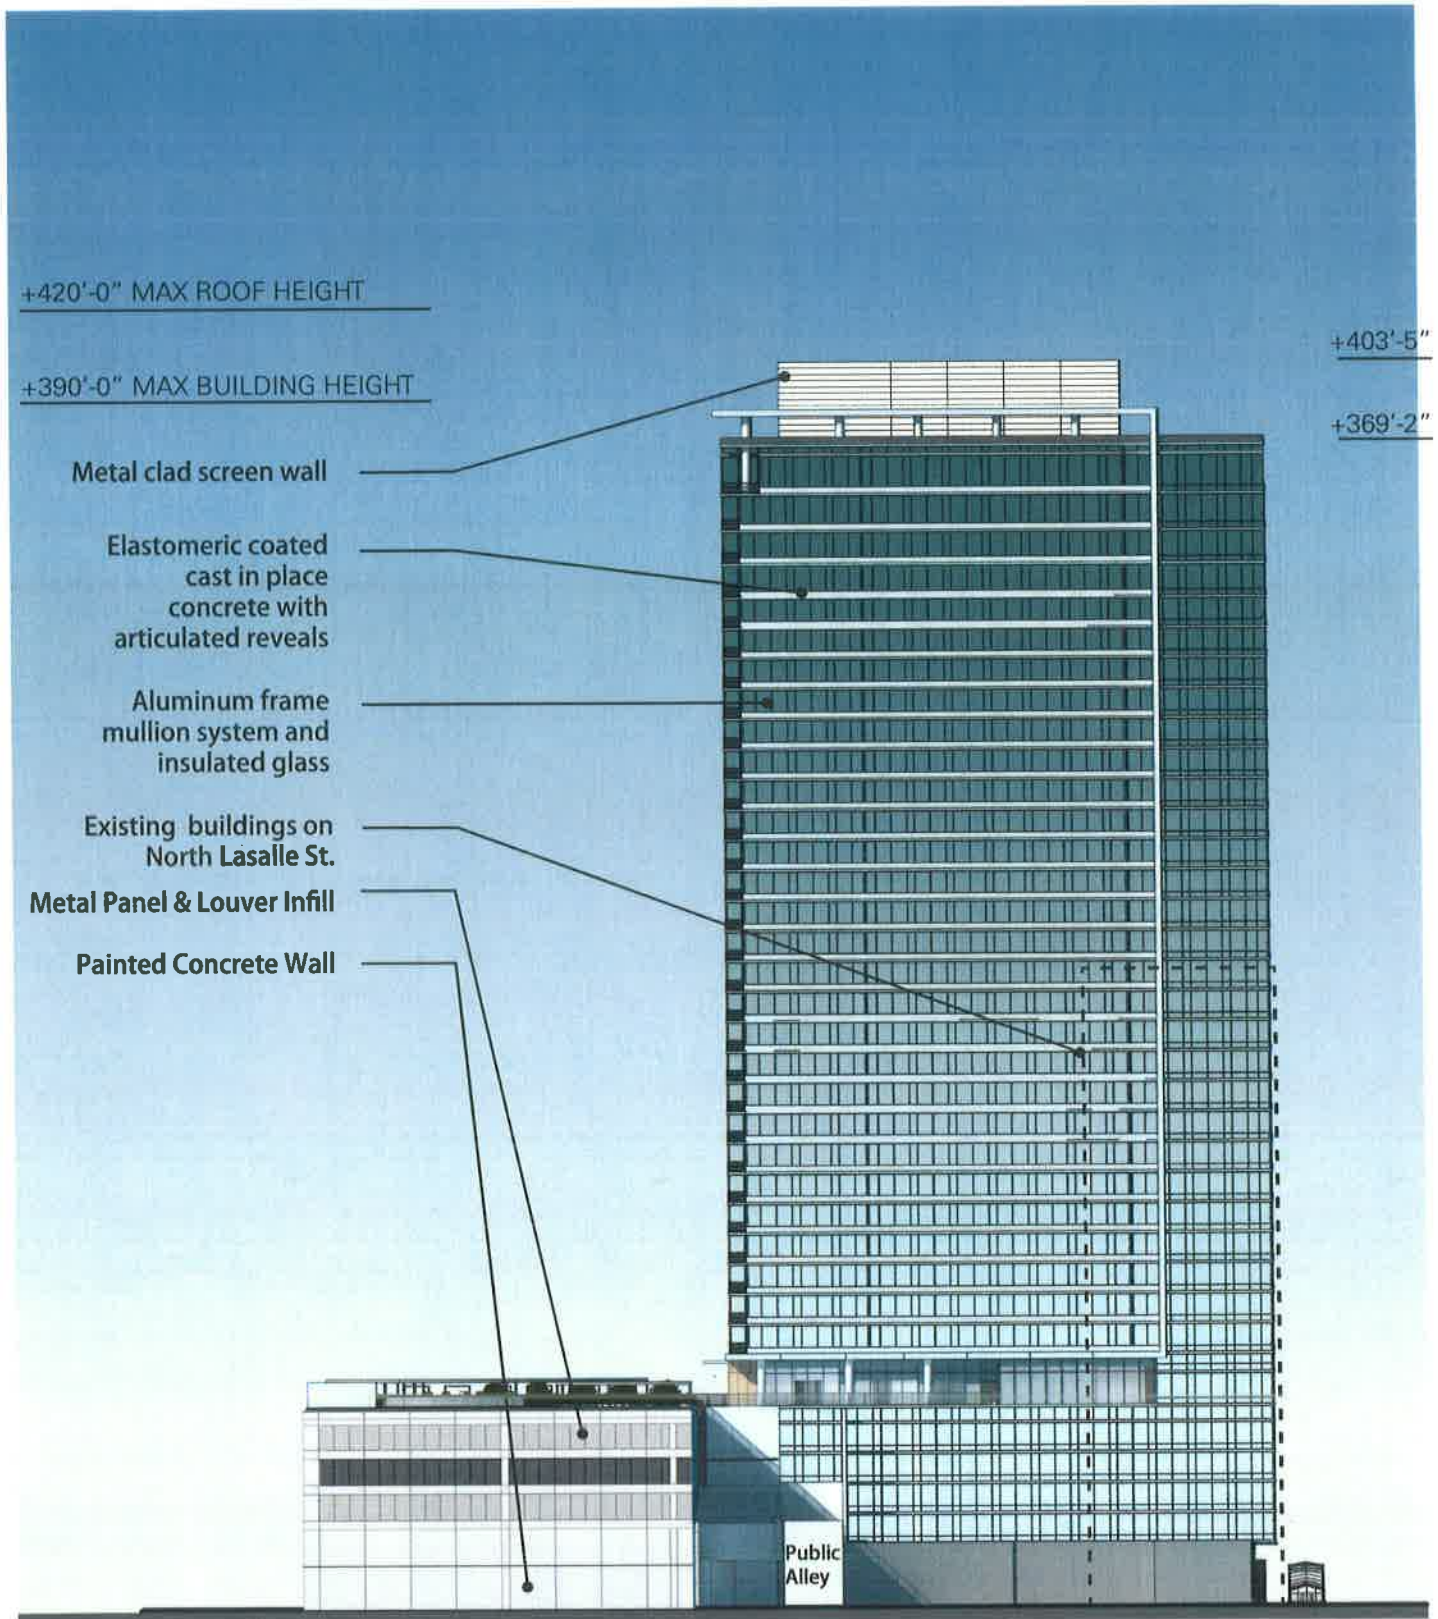 +420'-0" MAX ROOF HEIGHT
+403'-5"
+390'-0" MAX BUILDING HEIGHT
+369'-2"
Metal clad screen wall
Elastomeric coated
cast in place
concrete with
articulated reveals
Aluminum frame
mullion system and
insulated glass
Existing buildings on
North Lasalle St.
Metal Panel & Louver Infill
Painted Concrete Wall
Public
Alley